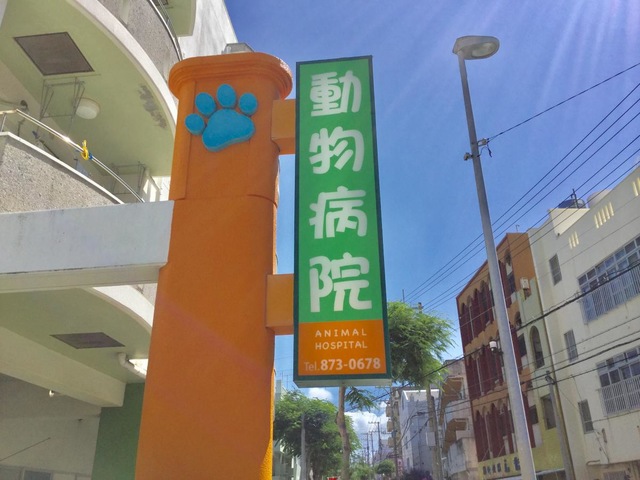 動物病院
ANIMAL
HOSPITAL
Tel.873-0678